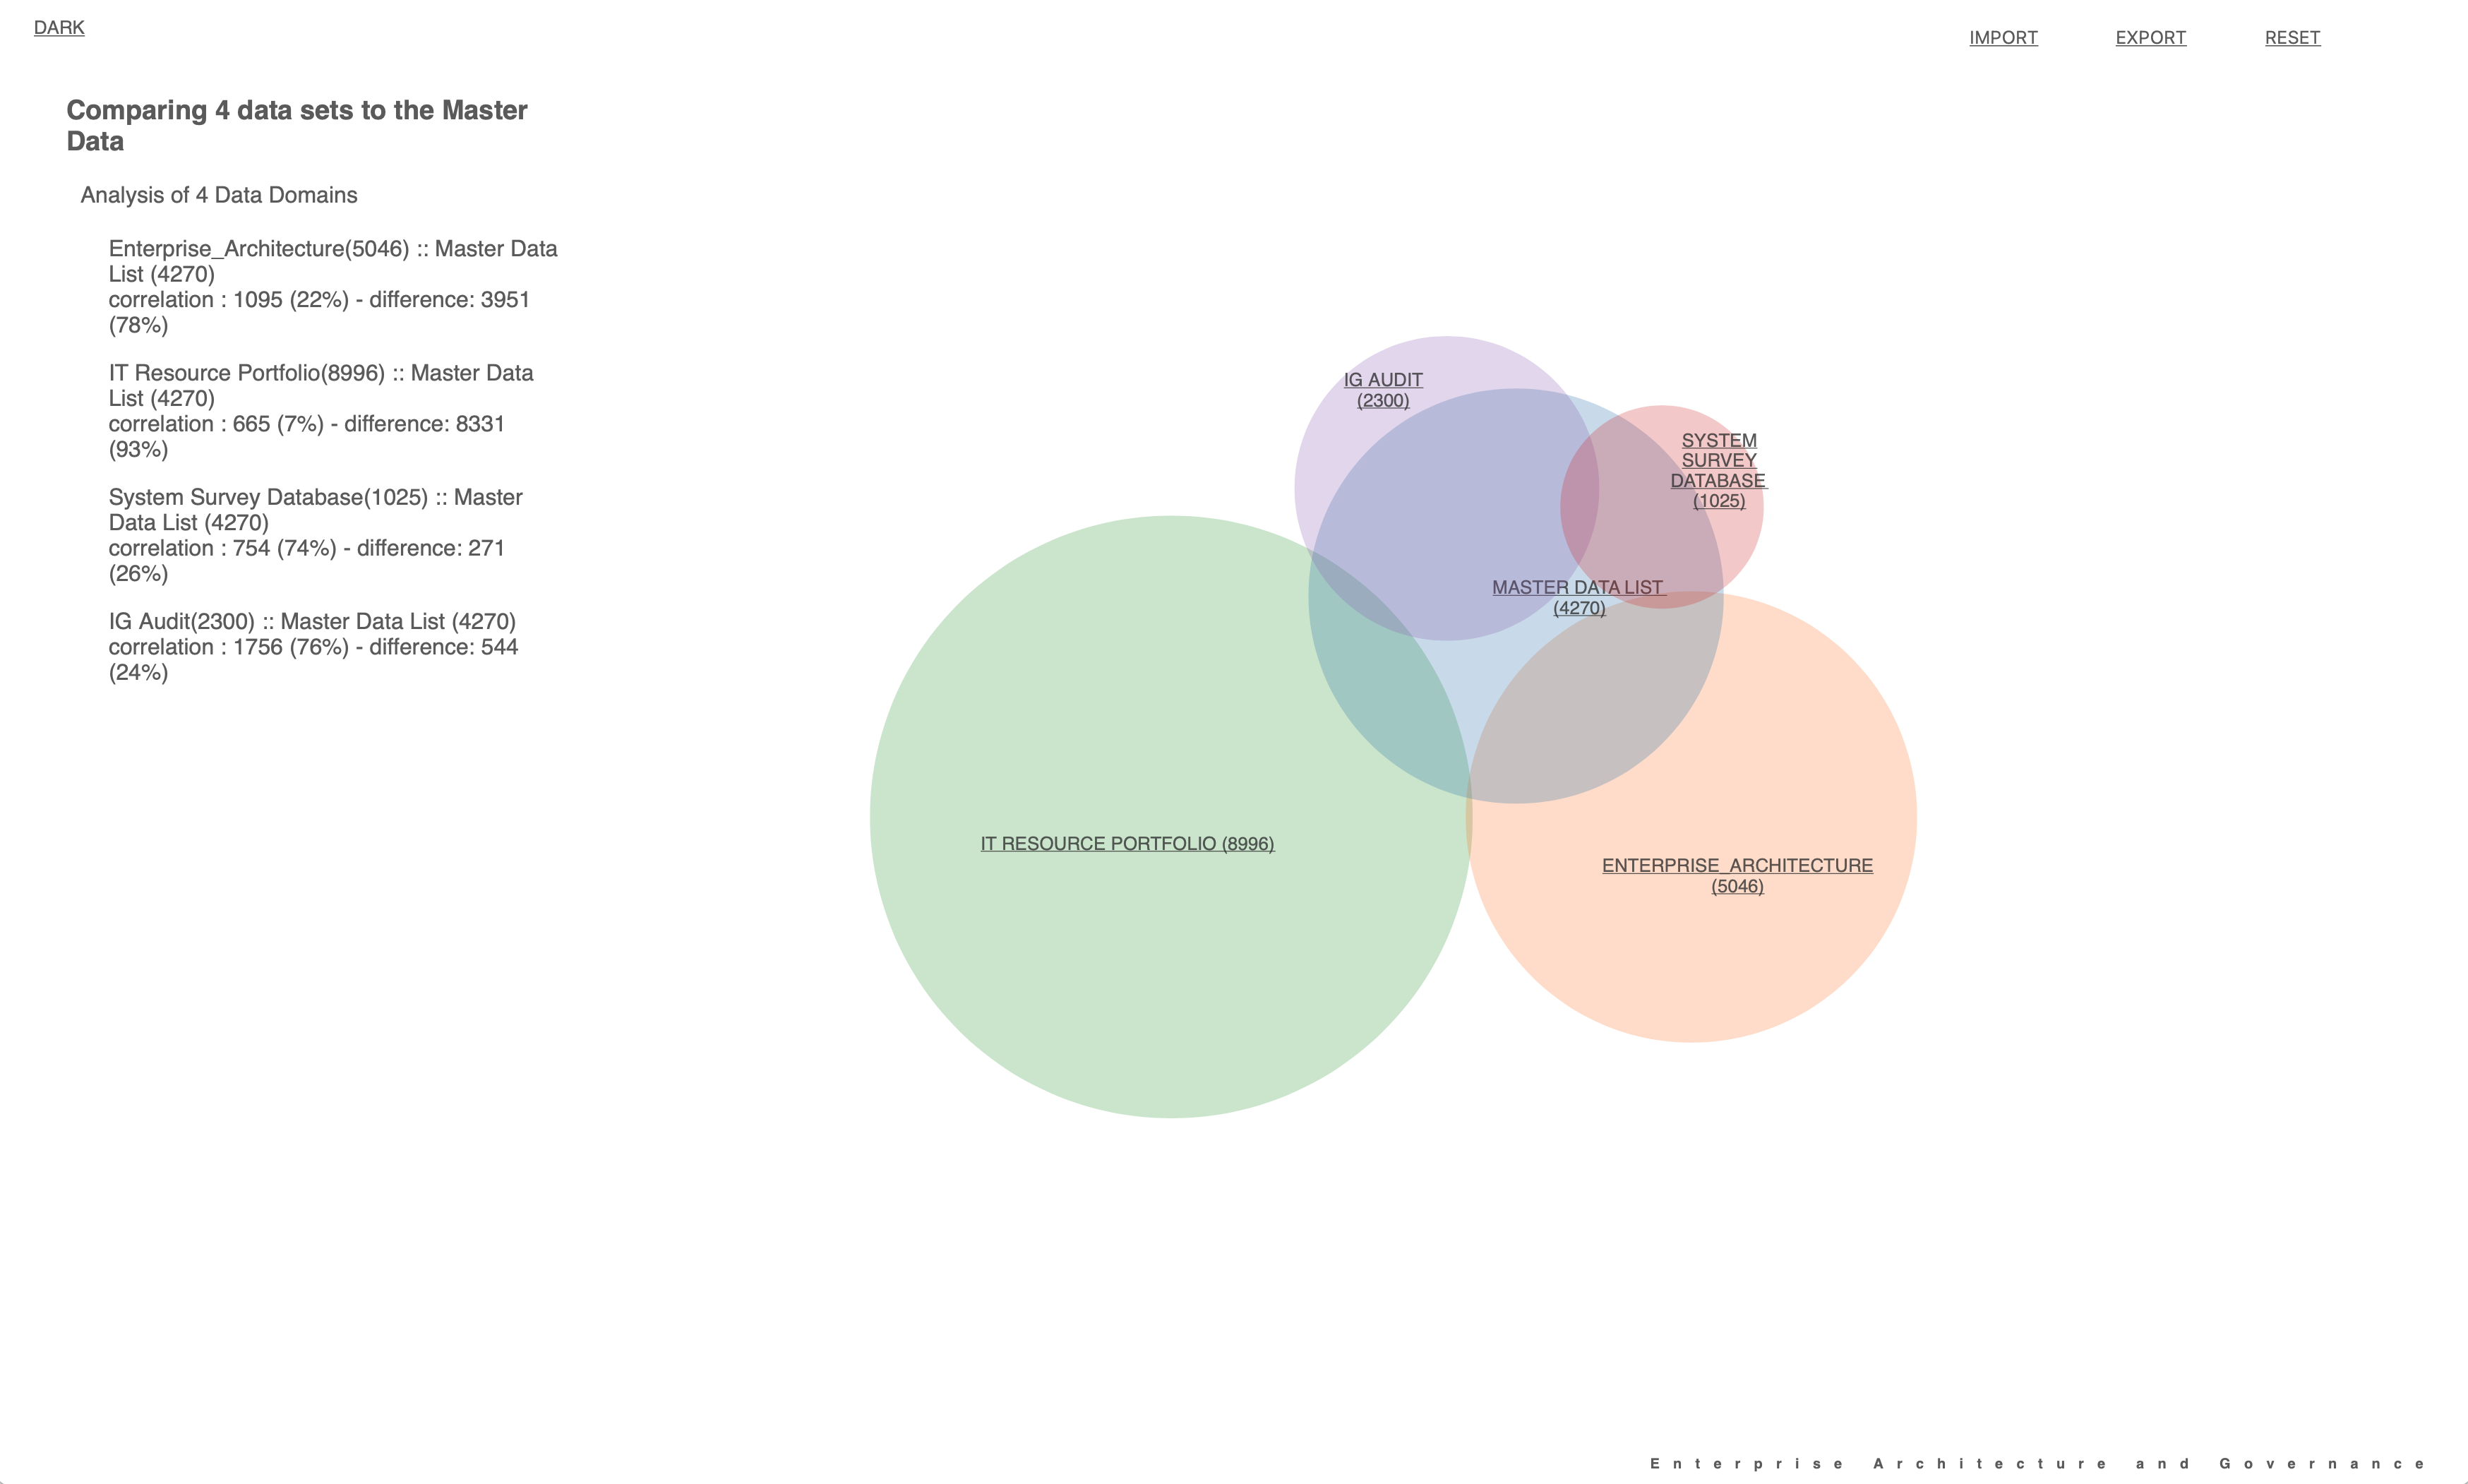 DARK
IMPORT
EXPORT
RESET
Comparing 4 data sets to the Master
Data
Analysis of 4 Data Domains
Enterprise_Architecture(5046) :: Master Data
List (4270)
correlation : 1095 (22%) - difference: 3951
(78%)
IT Resource Portfolio(8996) :: Master Data
List (4270)
correlation : 665 (7%) - difference: 8331
(93%)
System Survey Database(1025) :: Master
Data List (4270)
correlation : 754 (74%) - difference: 271
(26%)
IG Audit(2300) :: Master Data List (4270)
correlation : 1756 (76%) - difference: 544
(24%)
IG AUDIT
(2300)
SYSTEM
SURVEY
DATABASE
(1025)
MASTER DATA LIST
(4270)
IT RESOURCE PORTFOLIO (8996)
ENTERPRISE_ARCHITECTURE
(5046)
Enterprise Architecture and Governance